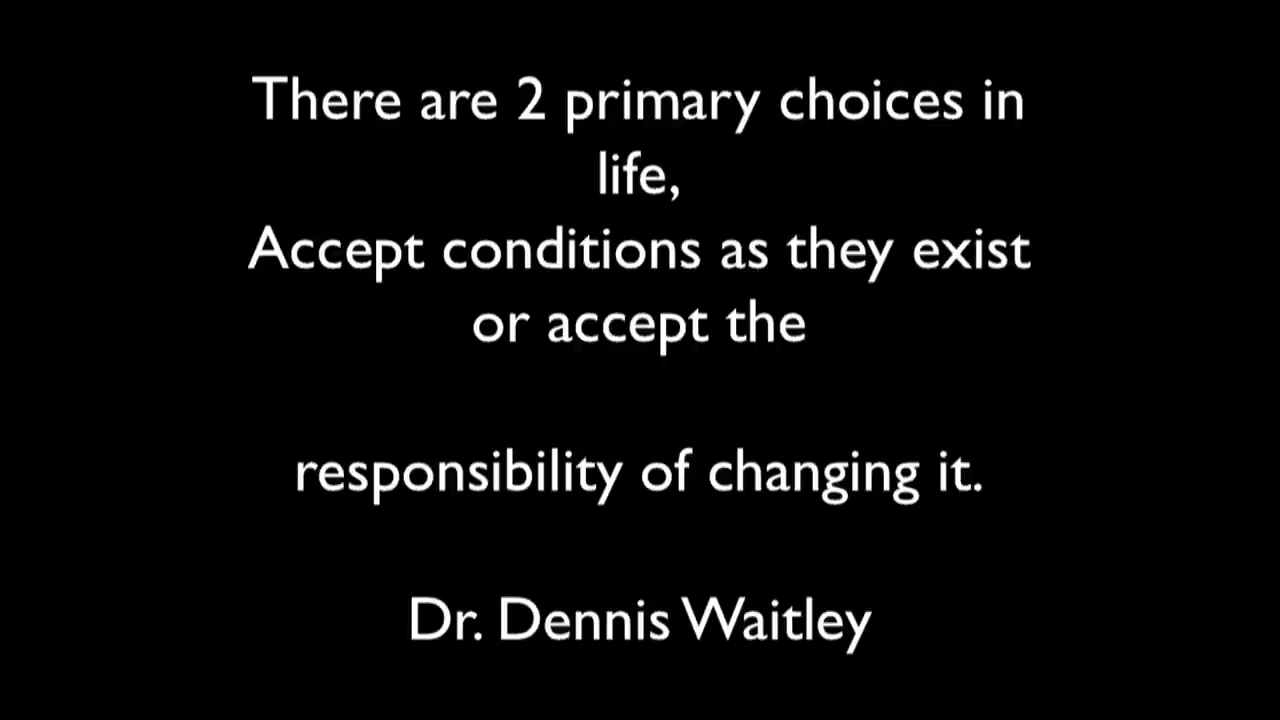 There are 2 primary choices in
life,
Accept conditions as they exist
or accept the
responsibility of changing it.
Dr. Dennis Waitley